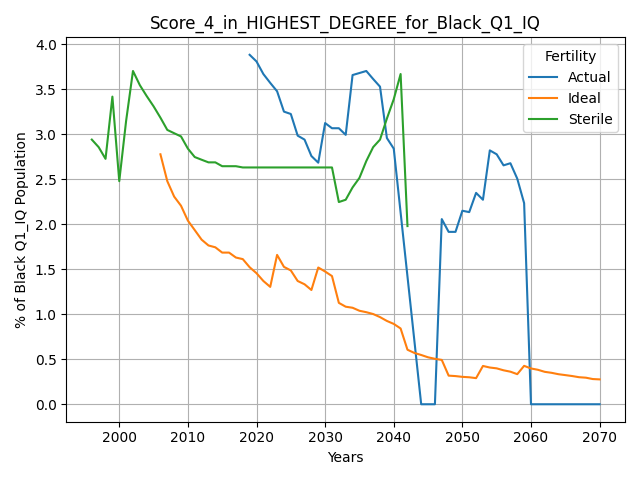 Score_4_in_HIGHEST_DEGREE_for_Black_Q1_IQ
% of Black Q1_IQ Population
4.0
3.5
3.0
2.5
2.0
1.5
1.0
0.5
0.0
Fertility
Actual
Ideal
Sterile
2000 2010 2020 2030 2040 2050 2060 2070
Years